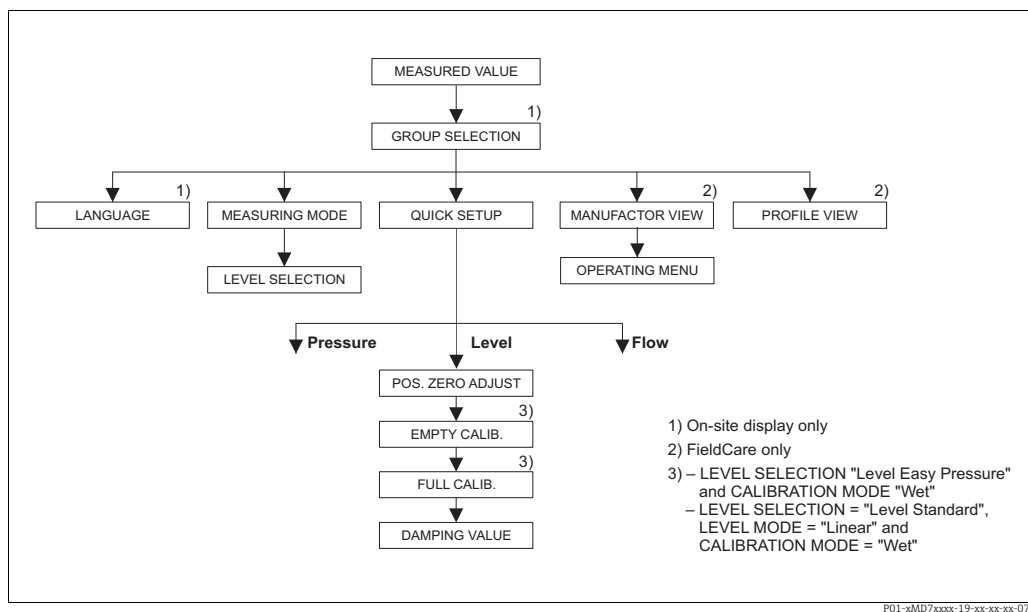 MEASURED VALUE
1)
GROUP SELECTION
1)
LANGUAGE
MEASURING MODE
QUICK SETUP
2)
MANUFACTOR VIEW
2)
PROFILE VIEW
LEVEL SELECTION
OPERATING MENU
Pressure
Level
Flow
POS. ZERO ADJUST
3)
EMPTY CALIB.
3)
FULL CALIB.
DAMPING VALUE
1) On-site display only
2) FieldCare only
3) – LEVEL SELECTION "Level Easy Pressure"
and CALIBRATION MODE "Wet"
– LEVEL SELECTION = "Level Standard",
LEVEL MODE = "Linear" and
CALIBRATION MODE = "Wet"
P01-xMD7xxxx-19-xx-xx-xx-07